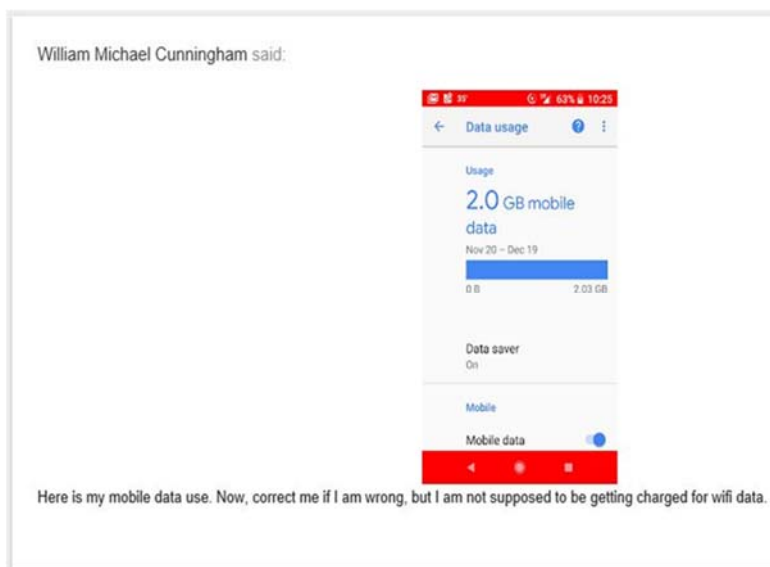 William Michael Cunningham said:
35° 63% 10:25
Data usage
Usage
2.0 GB mobile
data
Nov 20 – Dec 19
0 B 2.03 GB
Data saver
On
Mobile
Mobile data
Here is my mobile data use. Now, correct me if I am wrong, but I am not supposed to be getting charged for wifi data.